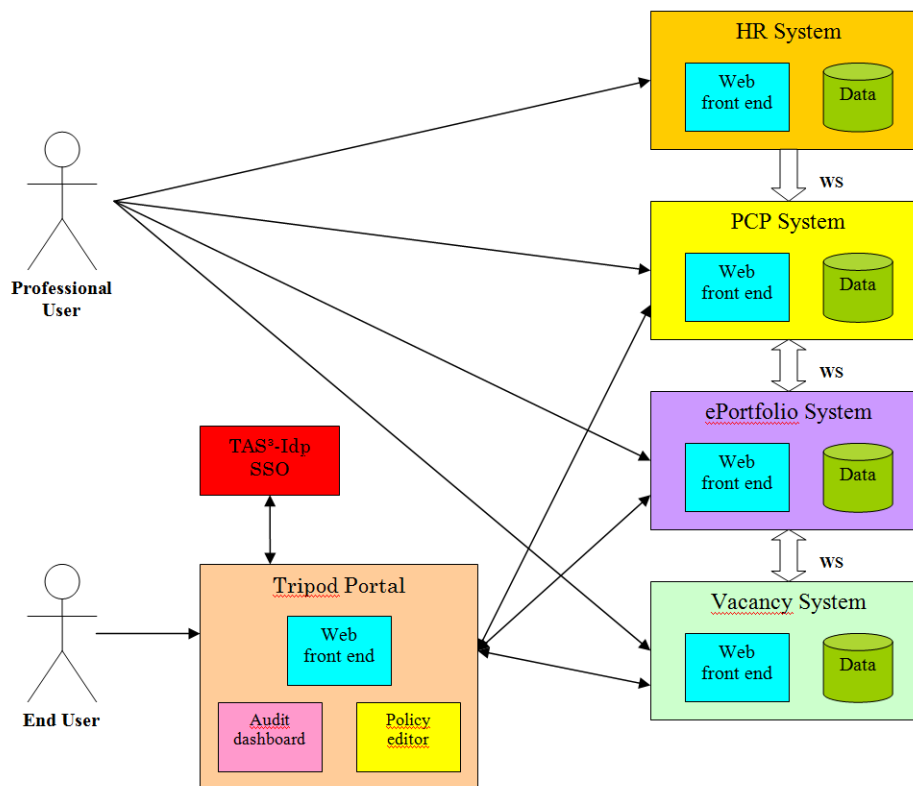 HR System
Web
front end
Data
WS
PCP System
Web
front end
Data
WS
Professional
User
ePortfolio System
Web
front end
Data
WS
TAS³-Idp
SSO
Tripod Portal
Web
front end
Audit
dashboard
Policy
editor
End User
Vacancy System
Web
front end
Data